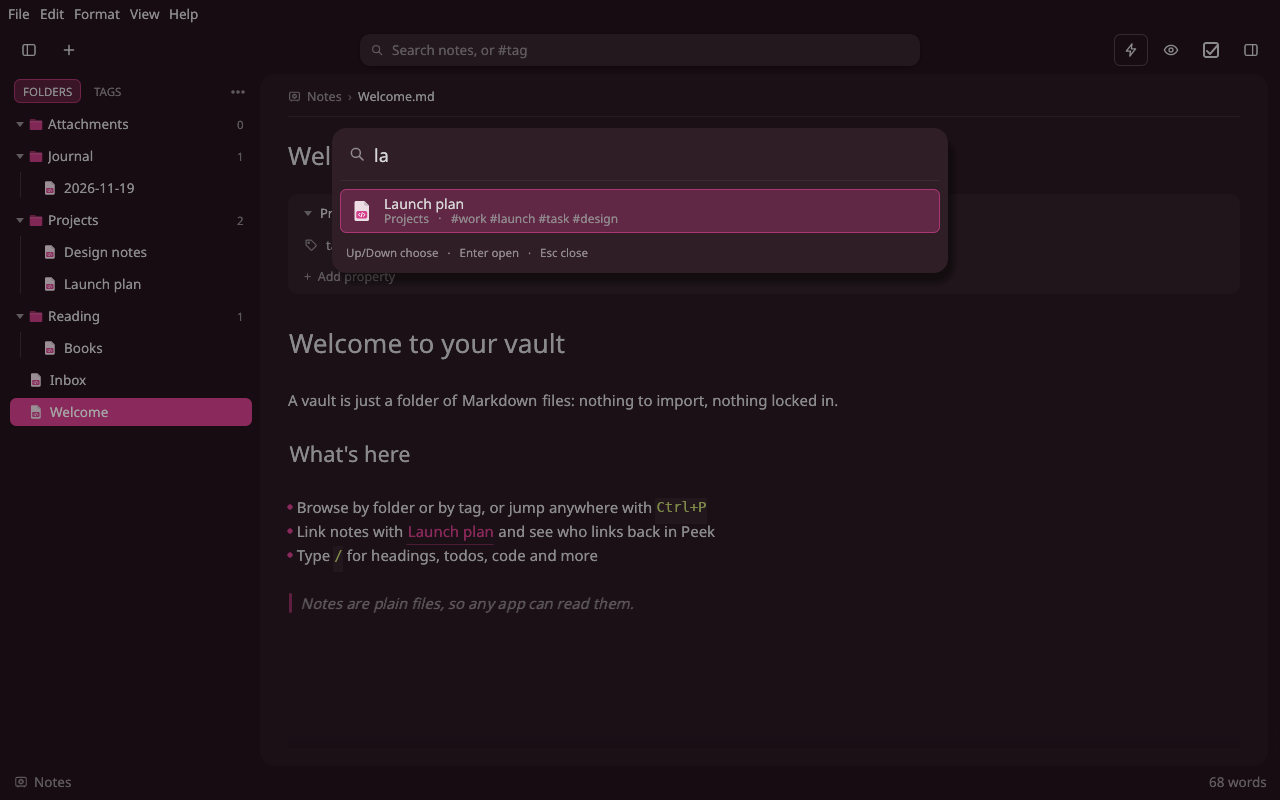 File Edit Format View Help
Search notes, or #tag
FOLDERS TAGS
Attachments 0
Journal 1
2026-11-19
Projects 2
Design notes
Launch plan
Reading 1
Books
Inbox
Welcome
Notes › Welcome.md
Wel
la
Launch plan
Projects · #work #launch #task #design
Up/Down choose · Enter open · Esc close
Pr
+ Add property
Welcome to your vault
A vault is just a folder of Markdown files: nothing to import, nothing locked in.
What's here
• Browse by folder or by tag, or jump anywhere with Ctrl+P
• Link notes with Launch plan and see who links back in Peek
• Type / for headings, todos, code and more
Notes are plain files, so any app can read them.
Notes
68 words